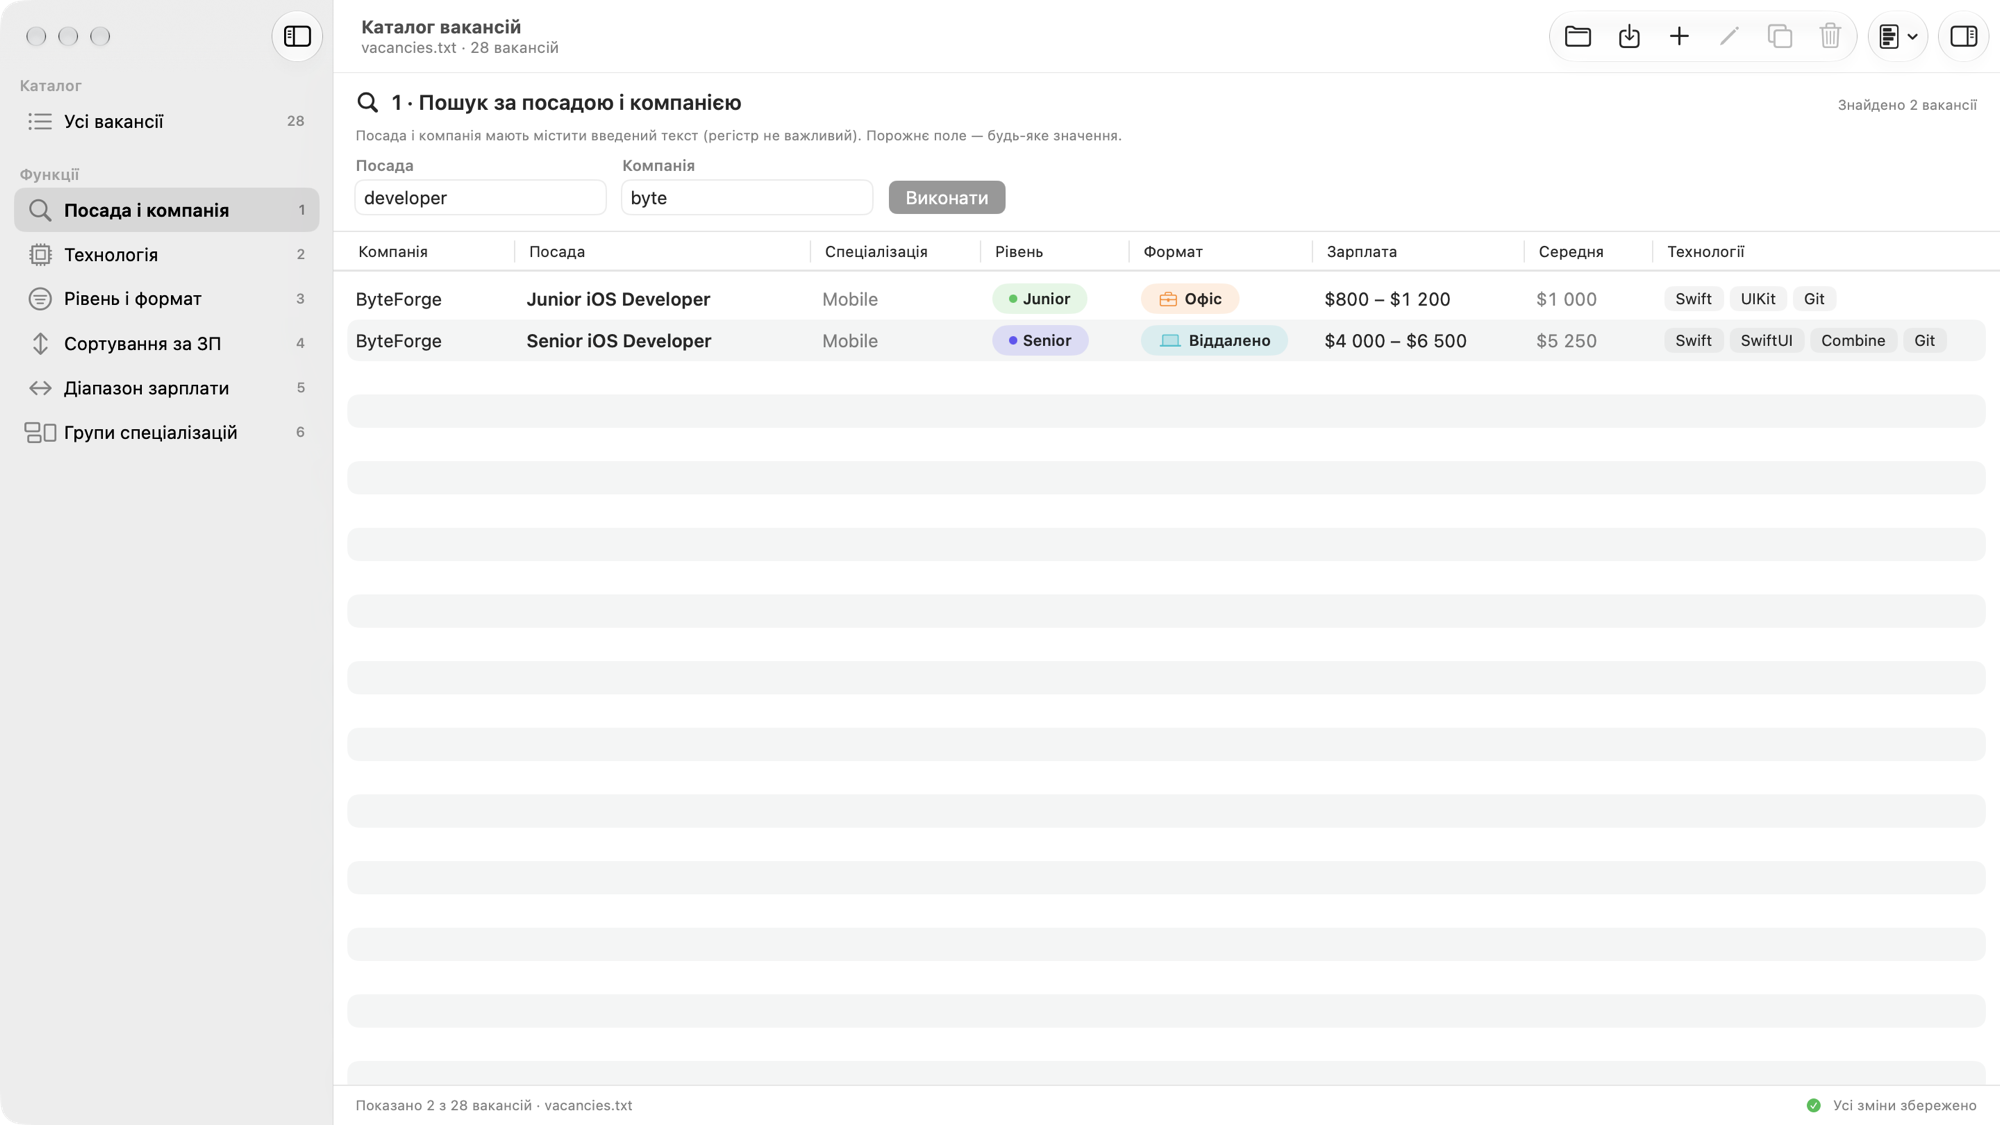 Каталог вакансій
vacancies.txt · 28 вакансій
Каталог
Усі вакансії 28
Функції
Посада і компанія 1
Технологія 2
Рівень і формат 3
Сортування за ЗП 4
Діапазон зарплати 5
Групи спеціалізацій 6
1 · Пошук за посадою і компанією
Знайдено 2 вакансії
Посада і компанія мають містити введений текст (регістр не важливий). Порожнє поле — будь-яке значення.
Посада Компанія
developer byte Виконати
Компанія Посада Спеціалізація Рівень Формат Зарплата Середня Технології
ByteForge Junior iOS Developer Mobile Junior Офіс $800 – $1 200 $1 000 Swift UIKit Git
ByteForge Senior iOS Developer Mobile Senior Віддалено $4 000 – $6 500 $5 250 Swift SwiftUI Combine Git
Показано 2 з 28 вакансій · vacancies.txt
Усі зміни збережено